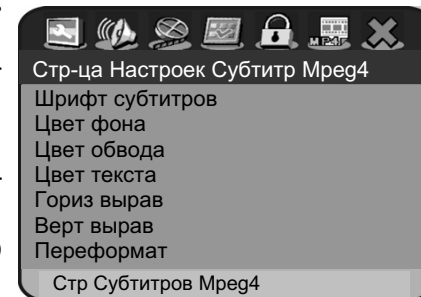 MPEG
Стр-ца Настроек Субтитр Mpeg4
Шрифт субтитров
Цвет фона
Цвет обвода
Цвет текста
Гориз вырав
Верт вырав
Переформат
Стр Субтитров Mpeg4